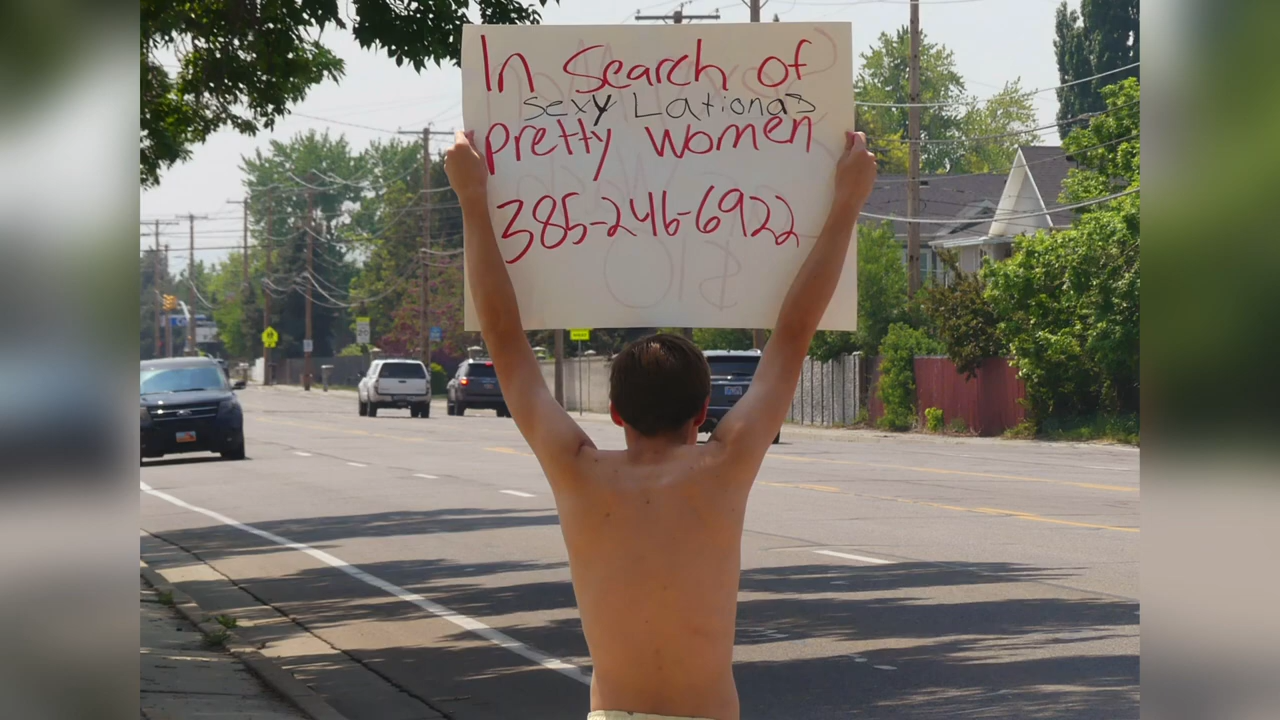 In Search of
sexy Lationas
pretty women
385-246-6922